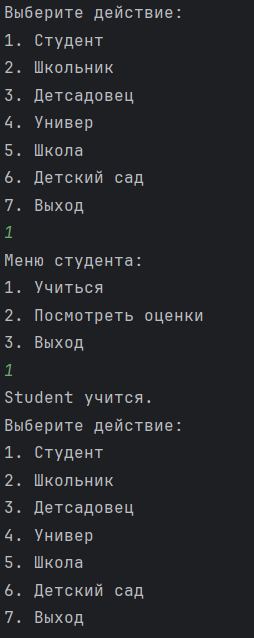 Выберите действие:
1. Студент
2. Школьник
3. Детсадовец
4. Универ
5. Школа
6. Детский сад
7. Выход
1
Меню студента:
1. Учиться
2. Посмотреть оценки
3. Выход
1
Student учится.
Выберите действие:
1. Студент
2. Школьник
3. Детсадовец
4. Универ
5. Школа
6. Детский сад
7. Выход